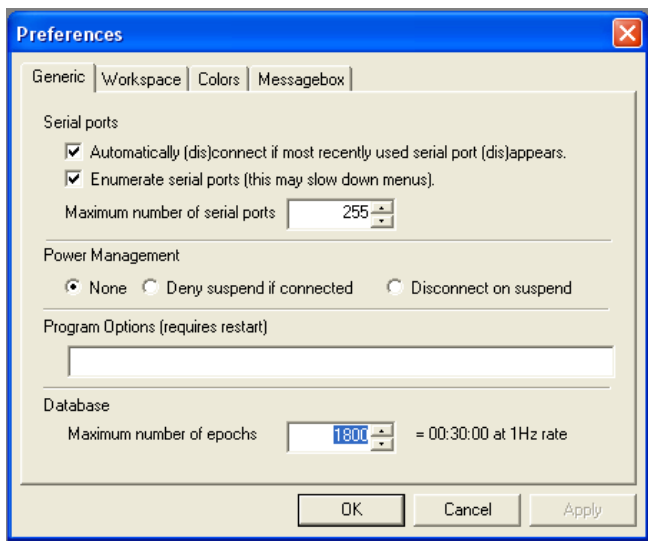 Preferences
Generic Workspace Colors Messagebox
Serial ports
Automatically (dis)connect if most recently used serial port (dis)appears.
Enumerate serial ports (this may slow down menus).
Maximum number of serial ports 255
Power Management
None Deny suspend if connected Disconnect on suspend
Program Options (requires restart)
Database
Maximum number of epochs 1800 = 00:30:00 at 1Hz rate
OK Cancel Apply